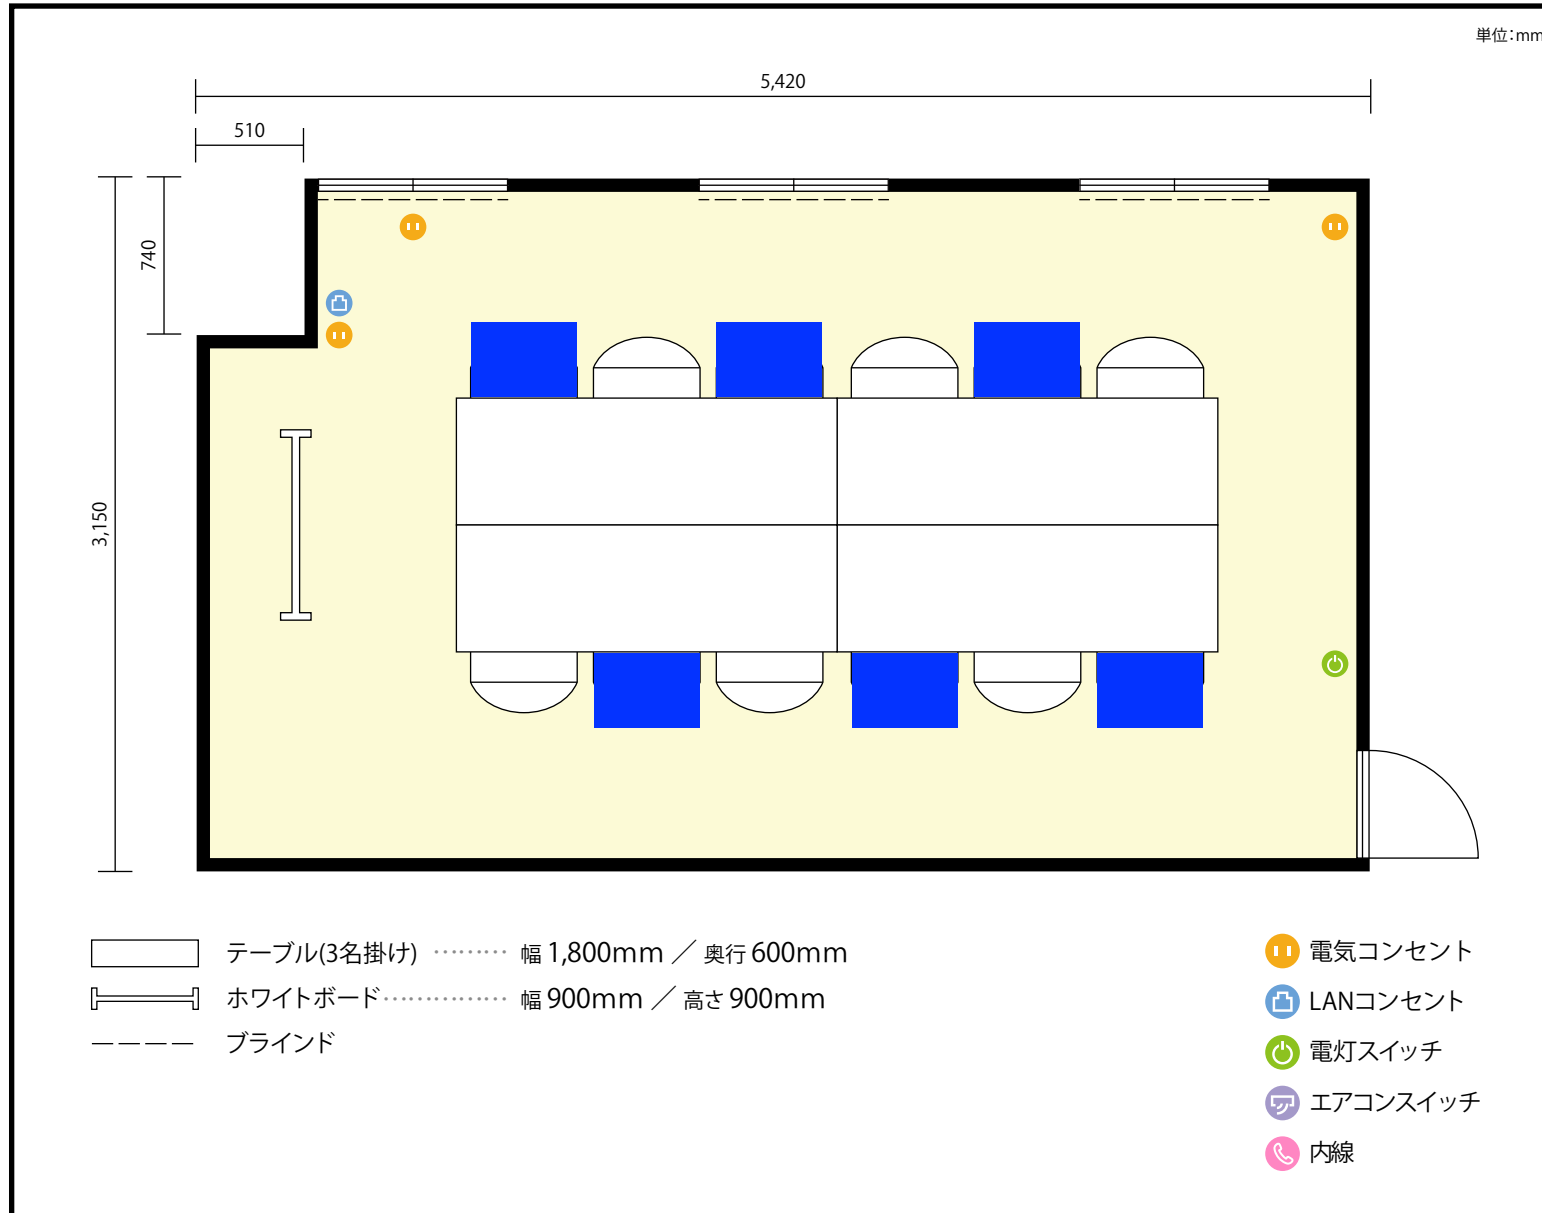 単位：mm
5,420
510
740
3,150
テーブル(3名掛け) ………… 幅 1,800mm ／ 奥行 600mm
ホワイトボード …………… 幅 900mm ／ 高さ 900mm
ブラインド
電気コンセント
LANコンセント
電灯スイッチ
エアコンスイッチ
内線